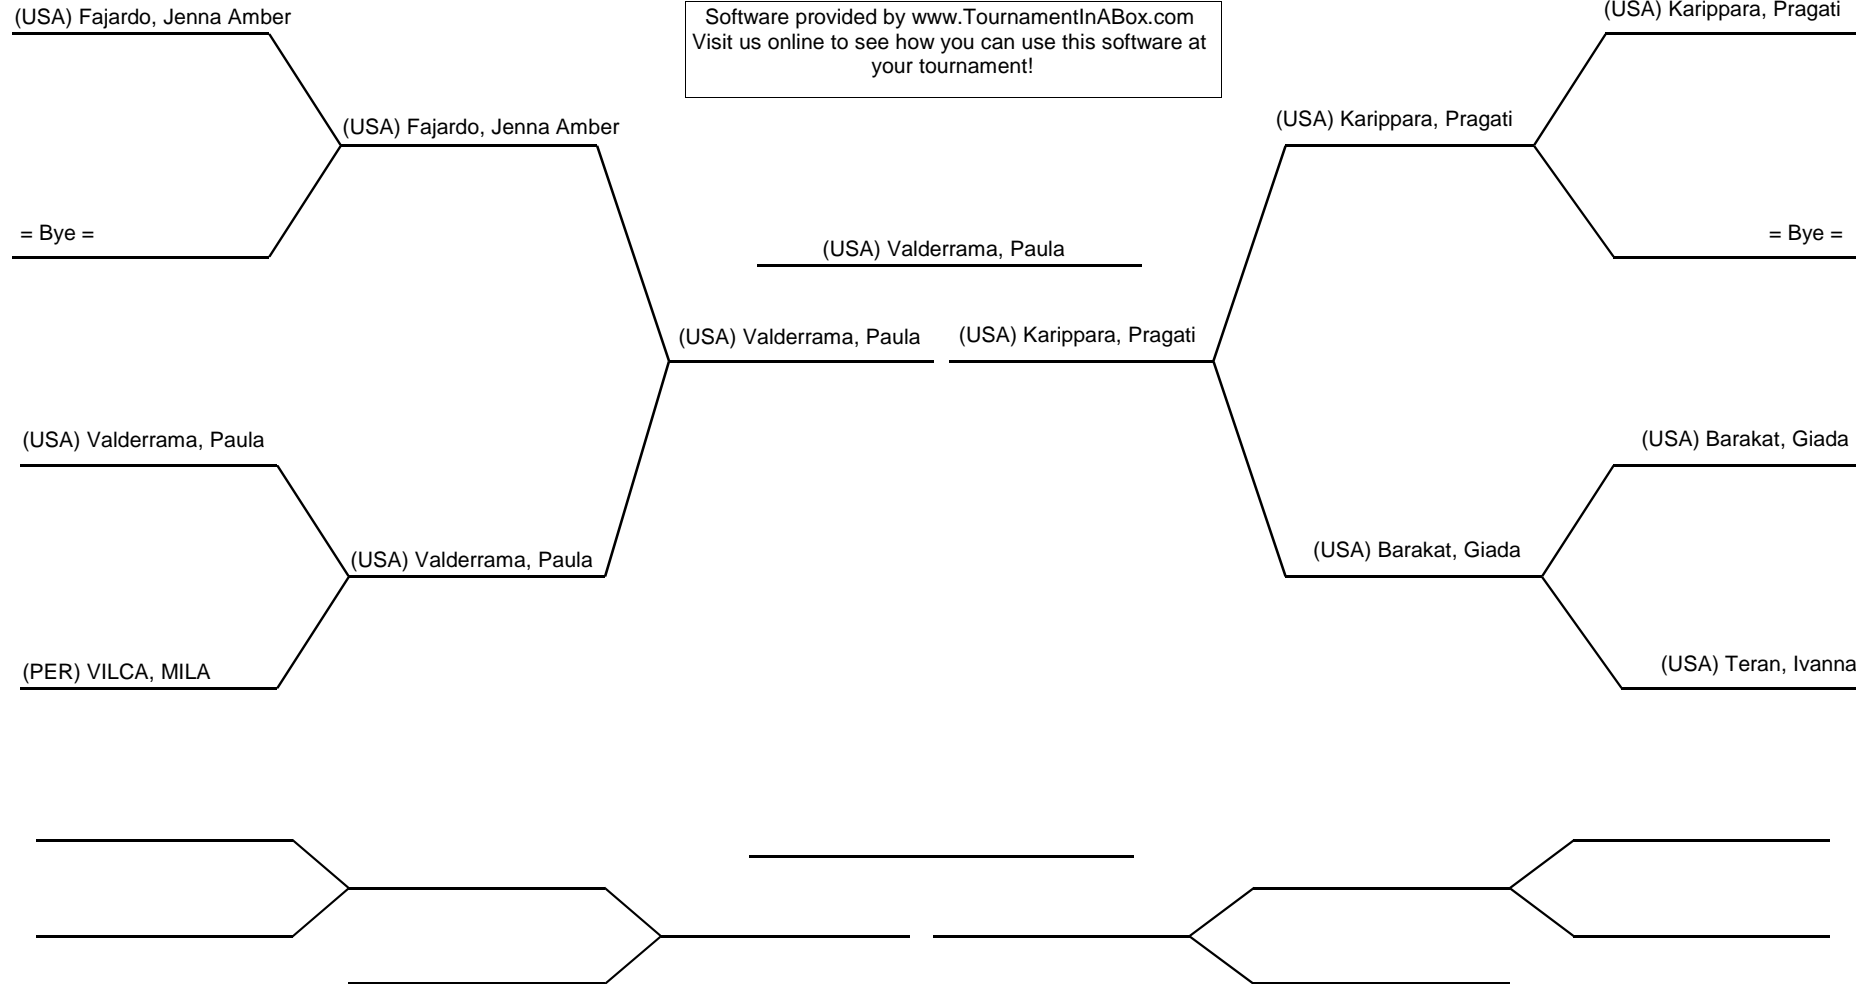 (USA) Fajardo, Jenna Amber
Software provided by www.TournamentInABox.com
Visit us online to see how you can use this software at
your tournament!
(USA) Karippara, Pragati
(USA) Fajardo, Jenna Amber
(USA) Karippara, Pragati
= Bye =
= Bye =
(USA) Valderrama, Paula
(USA) Valderrama, Paula
(USA) Karippara, Pragati
(USA) Valderrama, Paula
(USA) Barakat, Giada
(USA) Valderrama, Paula
(USA) Barakat, Giada
(PER) VILCA, MILA
(USA) Teran, Ivanna